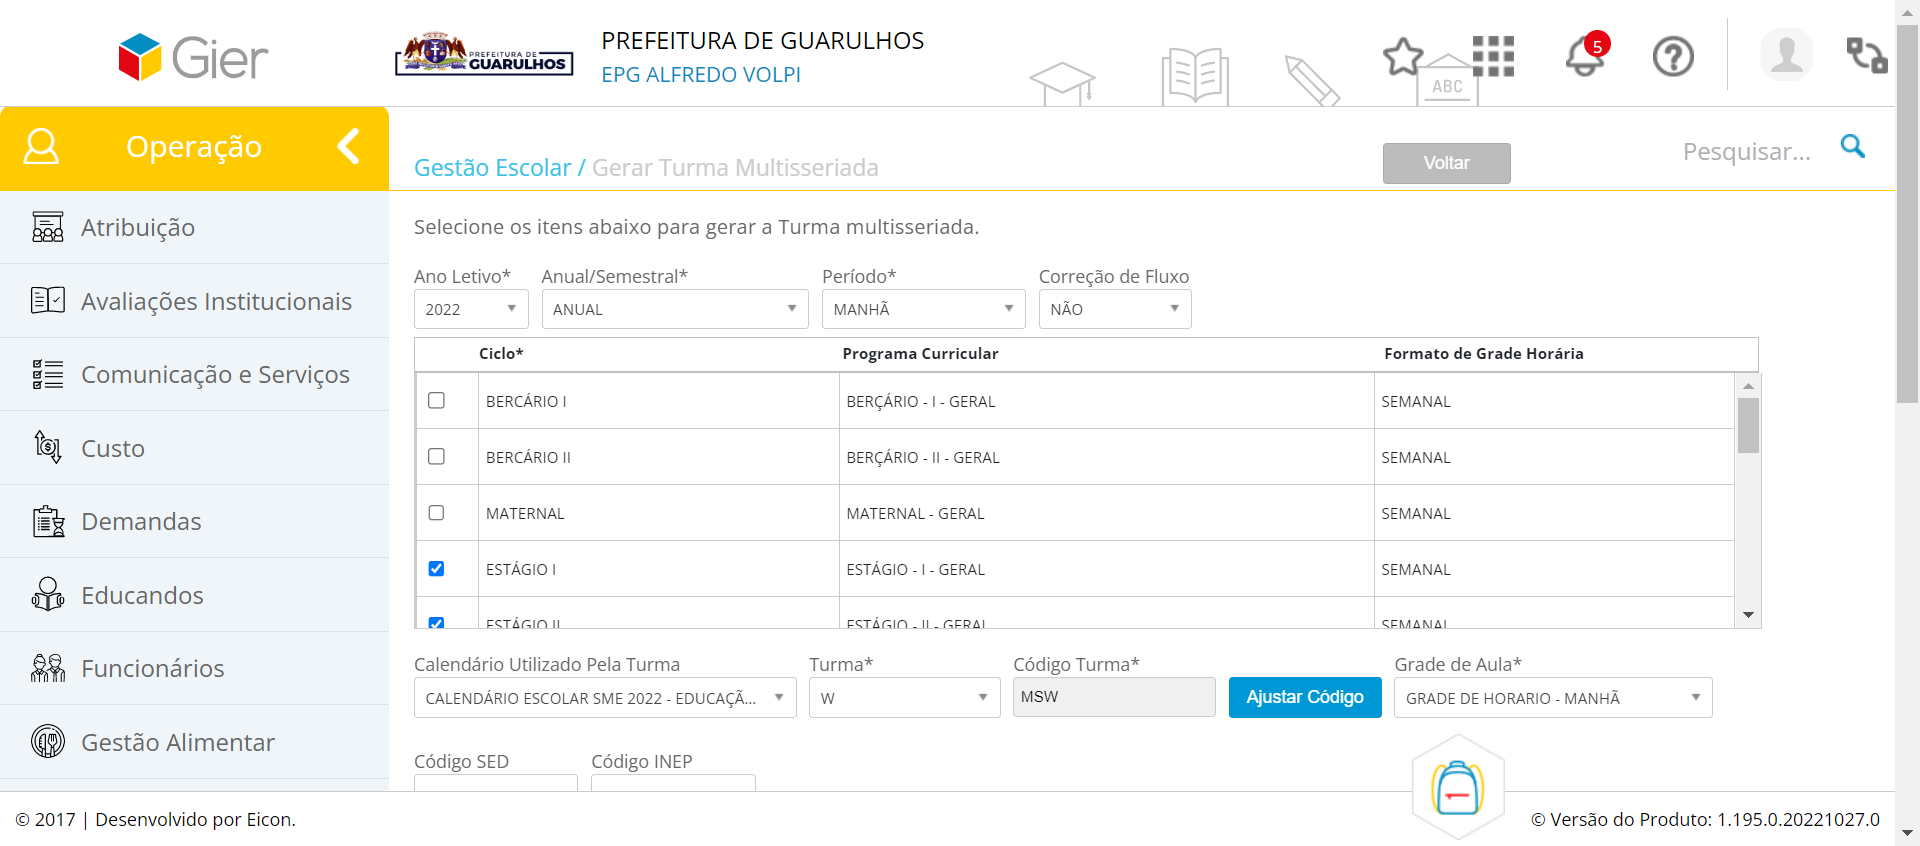 Gier
PREFEITURA DE
GUARULHOS
PREFEITURA DE GUARULHOS
EPG ALFREDO VOLPI
ABC
5
Operação
Gestão Escolar / Gerar Turma Multisseriada
Voltar
Pesquisar...
Atribuição
Avaliações Institucionais
Comunicação e Serviços
Custo
Demandas
Educandos
Funcionários
Gestão Alimentar
Selecione os itens abaixo para gerar a Turma multisseriada.
Ano Letivo* Anual/Semestral* Período* Correção de Fluxo
2022 ANUAL MANHÃ NÃO
Ciclo* Programa Curricular Formato de Grade Horária
BERCÁRIO I BERÇÁRIO - I - GERAL SEMANAL
BERCÁRIO II BERÇÁRIO - II - GERAL SEMANAL
MATERNAL MATERNAL - GERAL SEMANAL
ESTÁGIO I ESTÁGIO - I - GERAL SEMANAL
ESTÁGIO II ESTÁGIO - II - GERAL SEMANAL
Calendário Utilizado Pela Turma Turma* Código Turma* Grade de Aula*
CALENDÁRIO ESCOLAR SME 2022 - EDUCAÇÃ... W MSW Ajustar Código GRADE DE HORARIO - MANHÃ
Código SED Código INEP
© 2017 | Desenvolvido por Eicon.
© Versão do Produto: 1.195.0.20221027.0